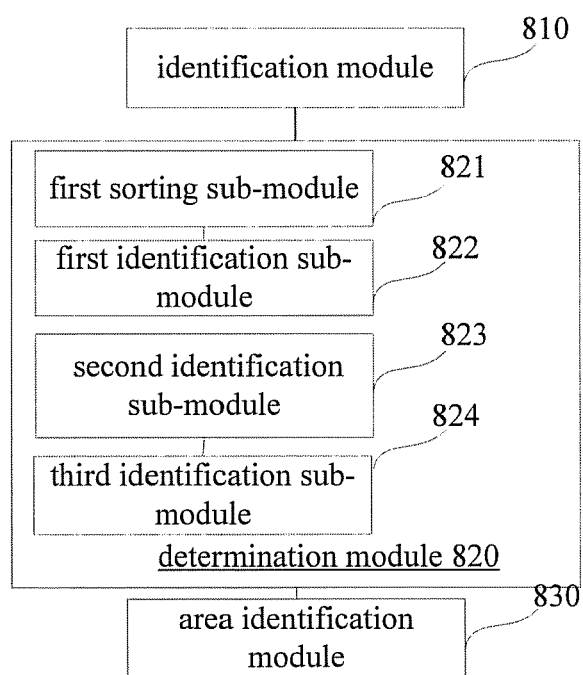 810
identification module
first sorting sub-module
821
first identification sub-
module
822
823
second identification
sub-module
824
third identification sub-
module
determination module 820
830
area identification
module